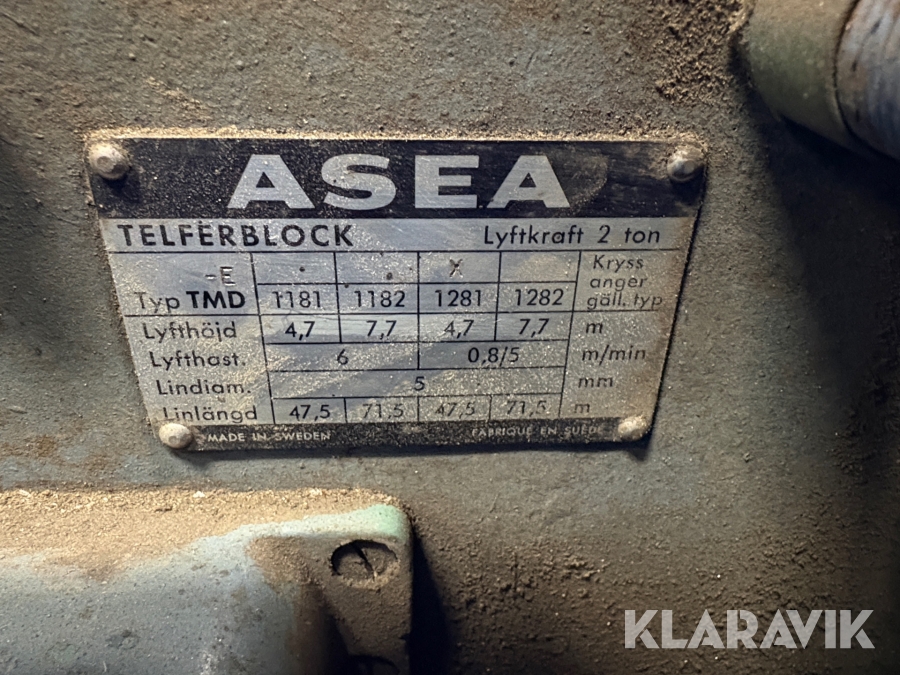 ASEA
TELFERBLOCK Lyftkraft 2 ton
-E · · X Kryss
anger
Typ TMD 1181 1182 1281 1282 gäll. typ
Lyfthöjd 4,7 7,7 4,7 7,7 m
Lyfthast. 6 0,8/5 m/min
Lindiam. 5 mm
Linlängd 47,5 71,5 47,5 71,5 m
MADE IN SWEDEN FABRIQUE EN SUEDE
KLARAVIK